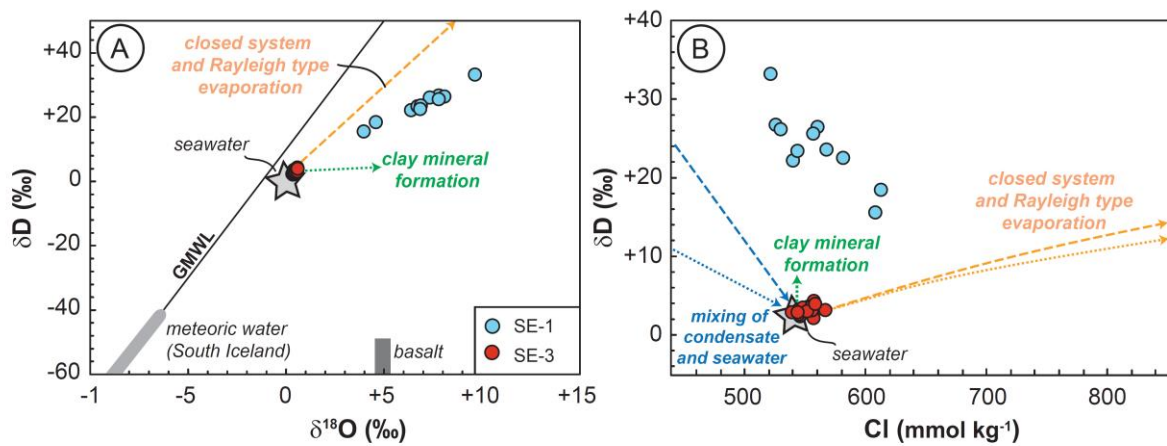 A
closed system
and Rayleigh type
evaporation
seawater
clay mineral
formation
GMWL
meteoric water
(South Iceland)
basalt
SE-1
SE-3
+40
+20
0
-20
-40
-60
δD (‰)
-1
-5
0
+5
+10
+15
δ¹⁸O (‰)
B
closed system
and Rayleigh type
evaporation
clay mineral
formation
mixing of
condensate
and seawater
seawater
+40
+30
+20
+10
0
δD (‰)
500
600
700
800
Cl (mmol kg⁻¹)